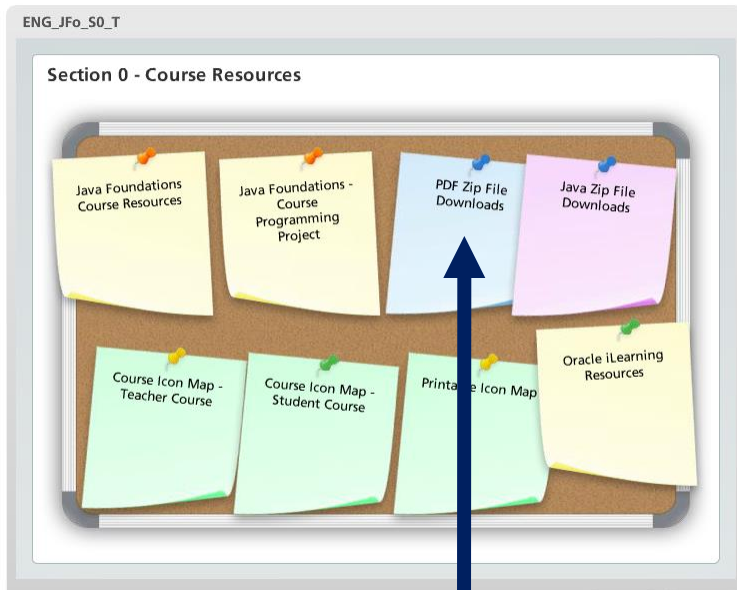 ENG_JFo_S0_T
Section 0 - Course Resources
Java Foundations
Course Resources
Java Foundations -
Course
Programming
Project
PDF Zip File
Downloads
Java Zip File
Downloads
Course Icon Map -
Teacher Course
Course Icon Map -
Student Course
Printable Icon Map
Oracle iLearning
Resources